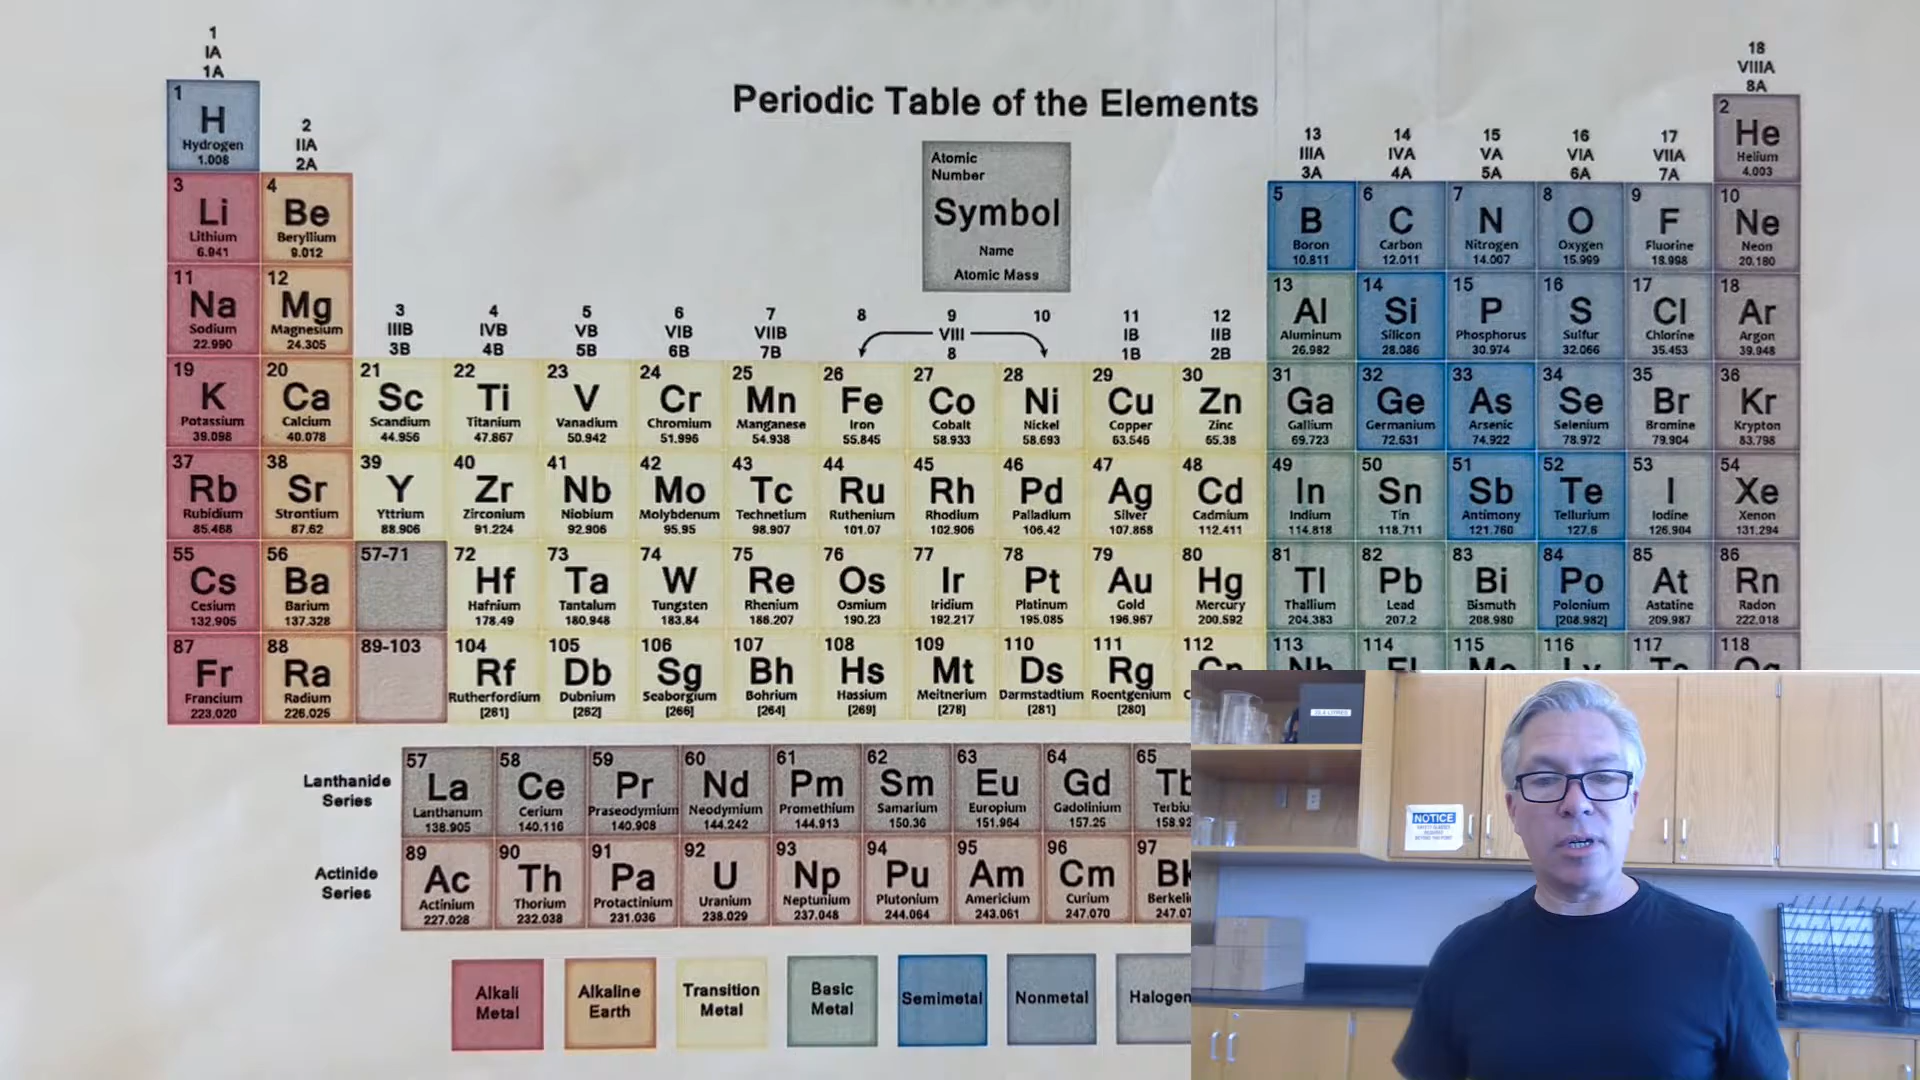 1
IA
1A
18
VIIIA
8A
Periodic Table of the Elements
1 2
H He
Hydrogen Helium
1.008 4.003
2
IIA
2A
13 14 15 16 17
IIIA IVA VA VIA VIIA
3A 4A 5A 6A 7A
Atomic
Number
Symbol
Name
Atomic Mass
3 4 5 6 7 8 9 10
Li Be B C N O F Ne
Lithium Beryllium Boron Carbon Nitrogen Oxygen Fluorine Neon
6.941 9.012 10.811 12.011 14.007 15.999 18.998 20.180
11 12 13 14 15 16 17 18
Na Mg Al Si P S Cl Ar
Sodium Magnesium Aluminum Silicon Phosphorus Sulfur Chlorine Argon
22.990 24.305 26.982 28.086 30.974 32.066 35.453 39.948
3 4 5 6 7 8 9 10 11 12
IIIB IVB VB VIB VIIB VIII IB IIB
3B 4B 5B 6B 7B 8 1B 2B
19 20 21 22 23 24 25 26 27 28 29 30 31 32 33 34 35 36
K Ca Sc Ti V Cr Mn Fe Co Ni Cu Zn Ga Ge As Se Br Kr
Potassium Calcium Scandium Titanium Vanadium Chromium Manganese Iron Cobalt Nickel Copper Zinc Gallium Germanium Arsenic Selenium Bromine Krypton
39.098 40.078 44.956 47.867 50.942 51.996 54.938 55.845 58.933 58.693 63.546 65.38 69.723 72.631 74.922 78.972 79.904 83.798
37 38 39 40 41 42 43 44 45 46 47 48 49 50 51 52 53 54
Rb Sr Y Zr Nb Mo Tc Ru Rh Pd Ag Cd In Sn Sb Te I Xe
Rubidium Strontium Yttrium Zirconium Niobium Molybdenum Technetium Ruthenium Rhodium Palladium Silver Cadmium Indium Tin Antimony Tellurium Iodine Xenon
85.468 87.62 88.906 91.224 92.906 95.95 98.907 101.07 102.906 106.42 107.868 112.411 114.818 118.711 121.760 127.6 126.904 131.294
55 56 57-71 72 73 74 75 76 77 78 79 80 81 82 83 84 85 86
Cs Ba Hf Ta W Re Os Ir Pt Au Hg Tl Pb Bi Po At Rn
Cesium Barium Hafnium Tantalum Tungsten Rhenium Osmium Iridium Platinum Gold Mercury Thallium Lead Bismuth Polonium Astatine Radon
132.905 137.328 178.49 180.948 183.84 186.207 190.23 192.217 195.085 196.967 200.592 204.383 207.2 208.980 [208.982] 209.987 222.018
87 88 89-103 104 105 106 107 108 109 110 111 112 113 114 115 116 117 118
Fr Ra Rf Db Sg Bh Hs Mt Ds Rg
Francium Radium Rutherfordium Dubnium Seaborgium Bohrium Hassium Meitnerium Darmstadtium Roentgenium
223.020 226.025 [261] [262] [266] [264] [269] [278] [281] [280]
Lanthanide
Series
57 58 59 60 61 62 63 64 65
La Ce Pr Nd Pm Sm Eu Gd Tb
Lanthanum Cerium Praseodymium Neodymium Promethium Samarium Europium Gadolinium Terbiu
138.905 140.116 140.908 144.242 144.913 150.36 151.964 157.25 158.92
Actinide
Series
89 90 91 92 93 94 95 96 97
Ac Th Pa U Np Pu Am Cm Bk
Actinium Thorium Protactinium Uranium Neptunium Plutonium Americium Curium Berkeli
227.028 232.038 231.036 238.029 237.048 244.064 243.061 247.070 247.07
Alkali
Metal
Alkaline
Earth
Transition
Metal
Basic
Metal
Semimetal
Nonmetal
Halogen
NOTICE